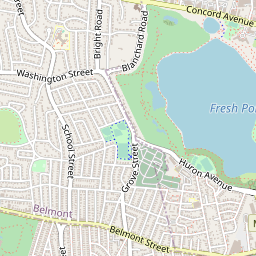 Concord Avenue
Bright Road
Blanchard Road
Washington Street
Fresh Po
School Street
Grove Street
Huron Avenue
Belmont
Belmont Street